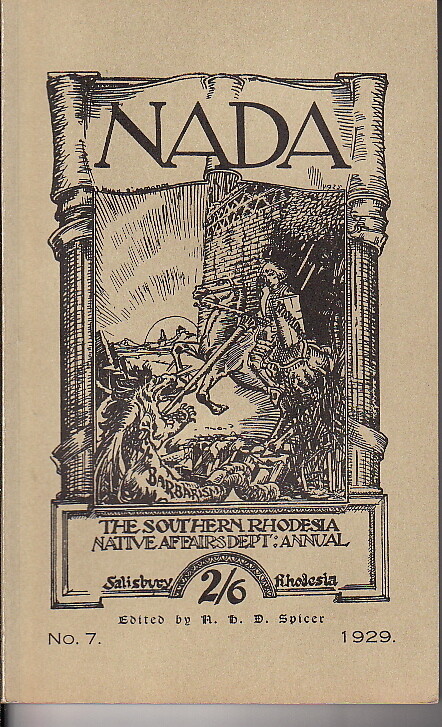 NADA
BARBARISM
THE SOUTHERN RHODESIA
NATIVE AFFAIRS DEPT: ANNUAL
Salisbury 2/6 Rhodesia
Edited by N. H. D. Spicer
No. 7. 1929.